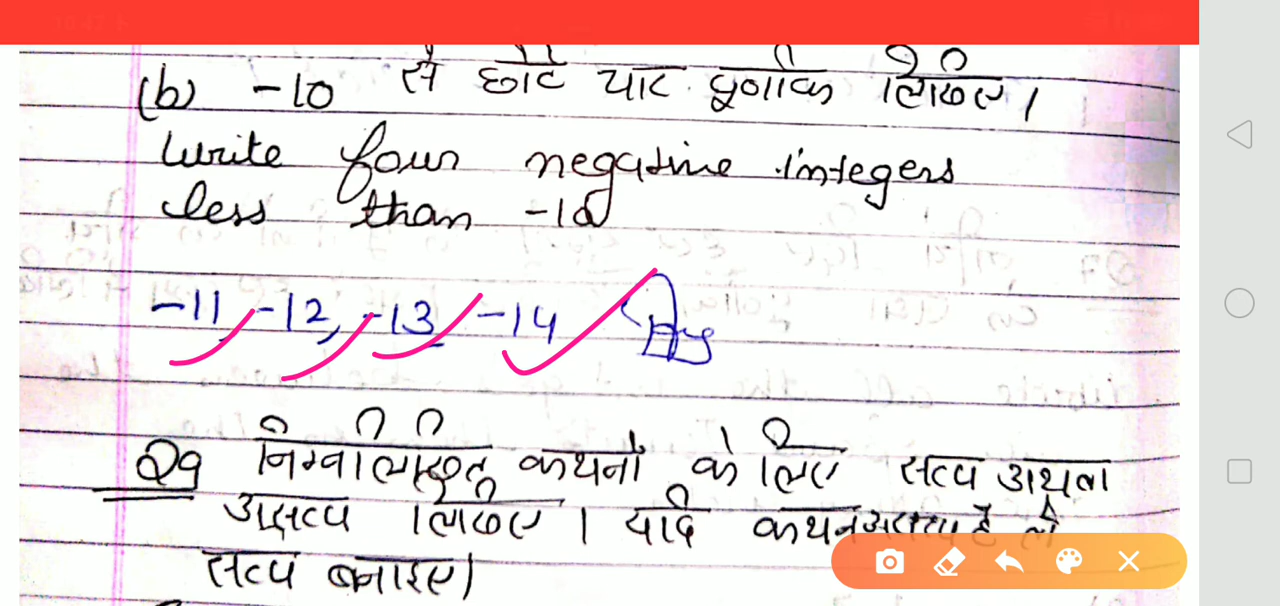 (b) -10 से छोटे चार पूर्णांक लिखिए।
Write four negative integers
less than -10
-11, -12, -13, -14 Ans
Q9 निम्नलिखित कथनों के लिए सत्य अथवा
असत्य लिखिए। यदि कथन असत्य है तो
सत्य बनाइए।